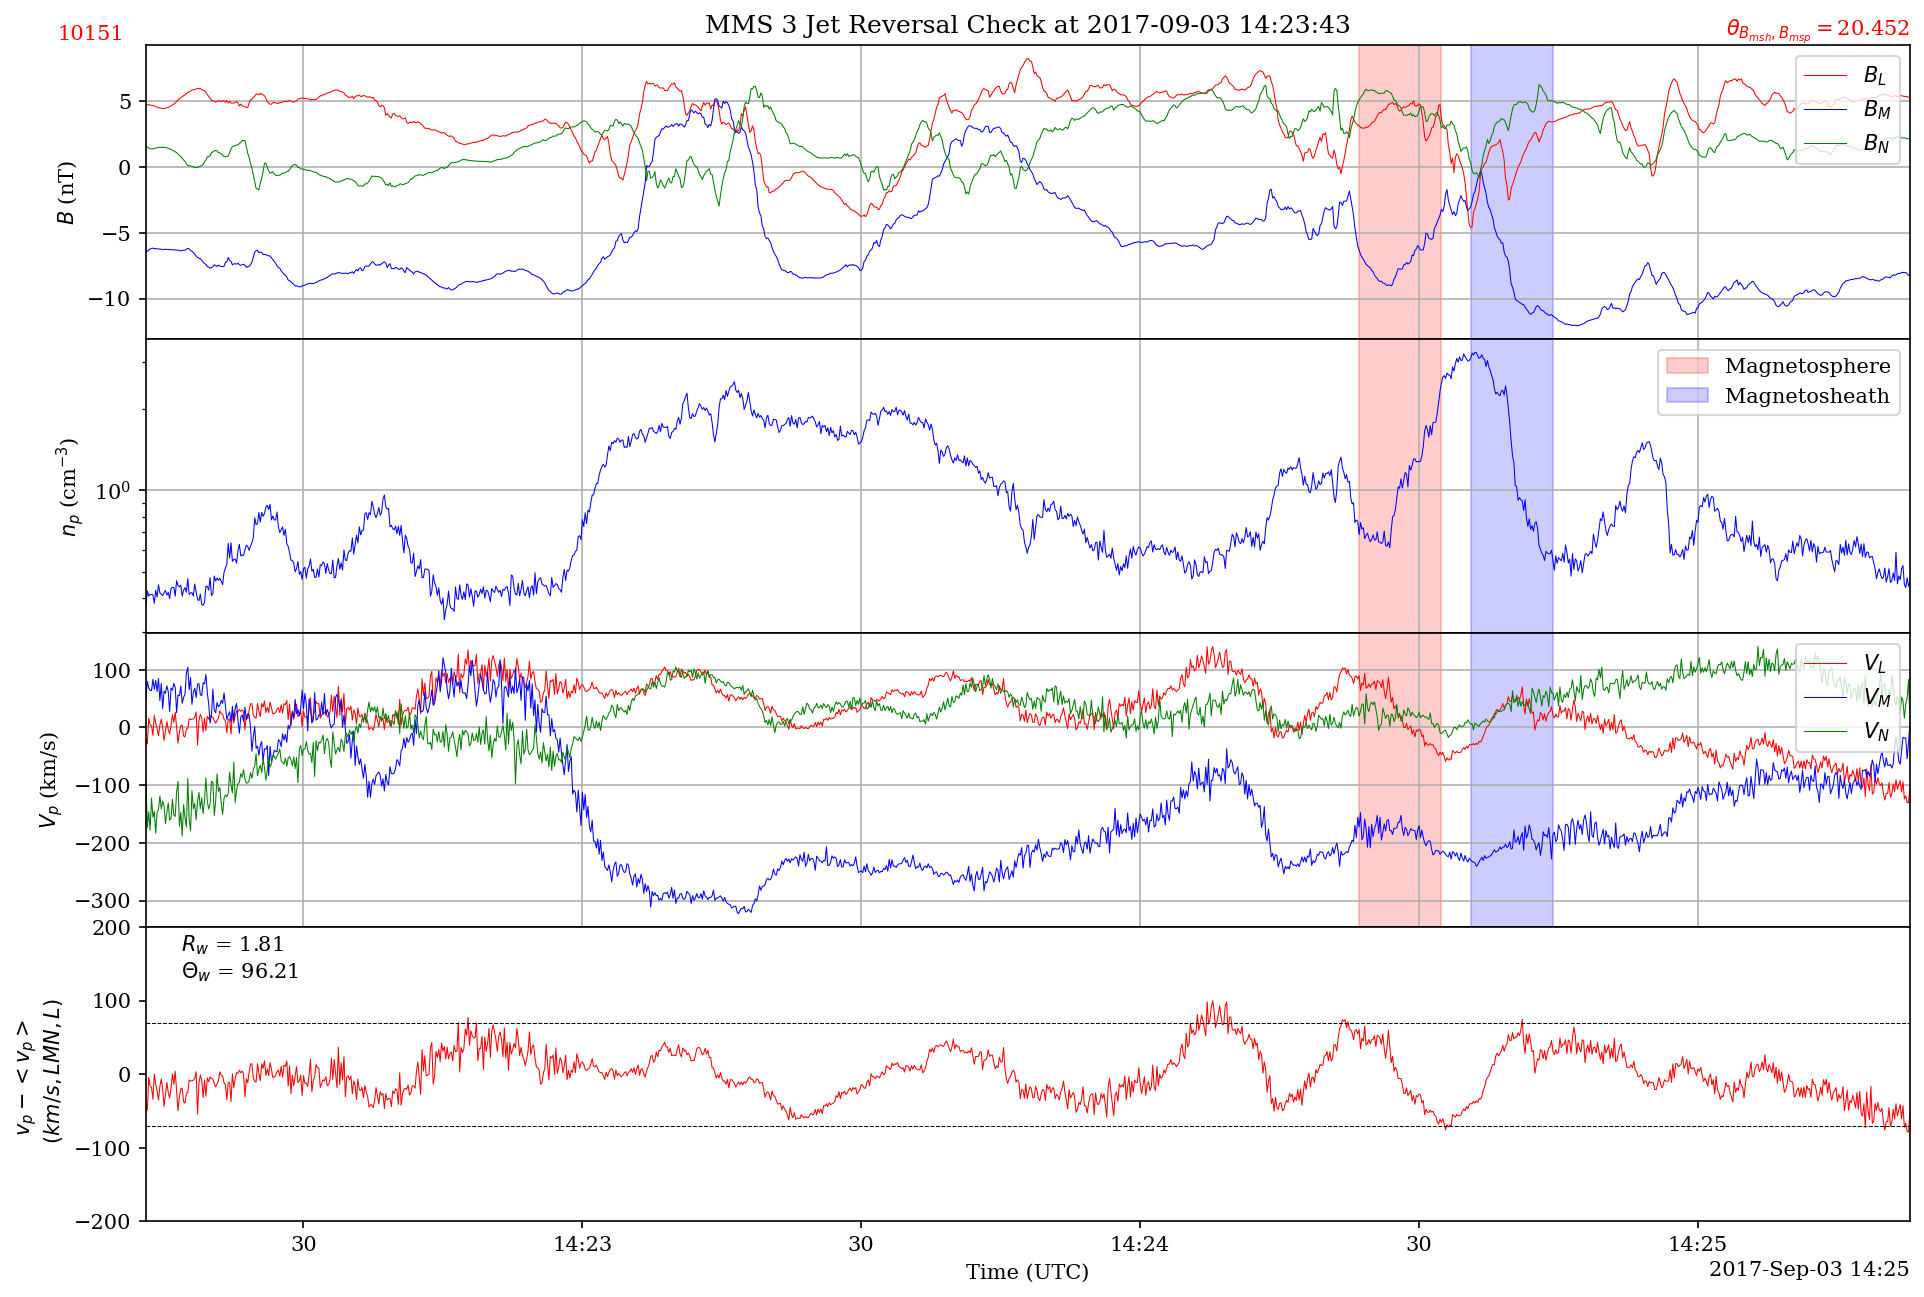 MMS 3 Jet Reversal Check at 2017-09-03 14:23:43
10151
θ_{B_{msh}, B_{msp}} = 20.452
B (nT)
5
0
−5
−10
B_L
B_M
B_N
n_p (cm^{−3})
10^0
Magnetosphere
Magnetosheath
V_p (km/s)
100
0
−100
−200
−300
V_L
V_M
V_N
v_p − < v_p >
(km/s, LMN, L)
200
100
0
−100
−200
R_w = 1.81
Θ_w = 96.21
30 14:23 30 14:24 30 14:25
Time (UTC)
2017-Sep-03 14:25